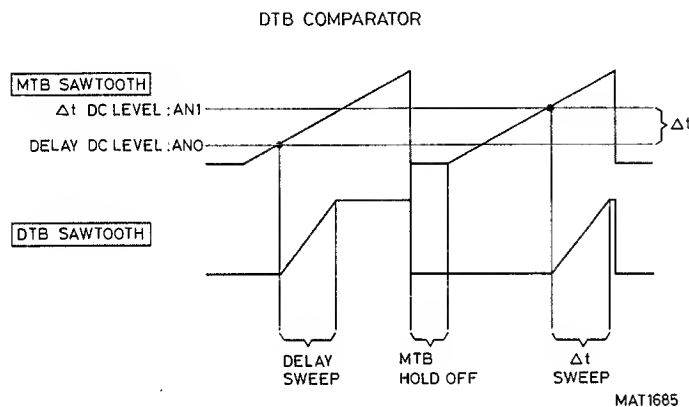 DTB COMPARATOR
MTB SAWTOOTH
Δt DC LEVEL : AN1
Δt
DELAY DC LEVEL : AN0
DTB SAWTOOTH
DELAY
SWEEP
MTB
HOLD OFF
Δt
SWEEP
MAT1685